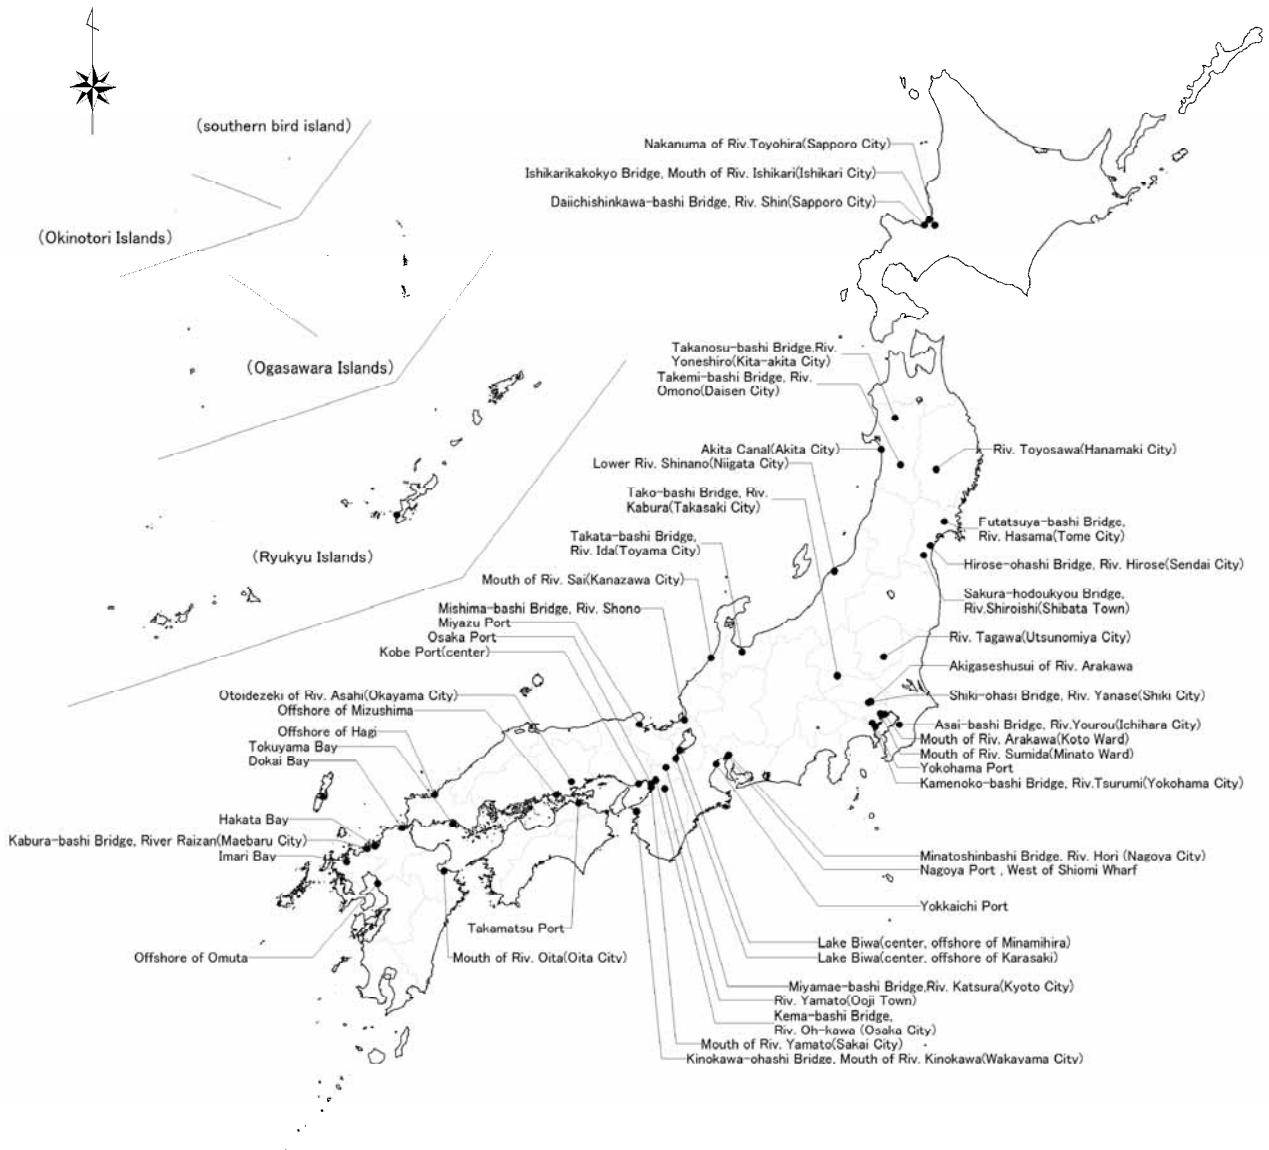 (southern bird island)
Nakanuma of Riv.Toyohira(Sapporo City)
Ishikarikakokyo Bridge, Mouth of Riv. Ishikari(Ishikari City)
Daiichishinkawa-bashi Bridge, Riv. Shin(Sapporo City)
(Okinotori Islands)
(Ogasawara Islands)
(Ryukyu Islands)
Takanosu-bashi Bridge,Riv.
Yoneshiro(Kita-akita City)
Takemi-bashi Bridge, Riv.
Omono(Daisen City)
Akita Canal(Akita City)
Lower Riv. Shinano(Niigata City)
Tako-bashi Bridge, Riv.
Kabura(Takasaki City)
Takata-bashi Bridge,
Riv. Ida(Toyama City)
Mouth of Riv. Sai(Kanazawa City)
Mishima-bashi Bridge, Riv. Shono
Miyazu Port
Osaka Port
Kobe Port(center)
Otoidezeki of Riv. Asahi(Okayama City)
Offshore of Mizushima
Offshore of Hagi
Tokuyama Bay
Dokai Bay
Hakata Bay
Kabura-bashi Bridge, River Raizan(Maebaru City)
Imari Bay
Offshore of Omuta
Takamatsu Port
Mouth of Riv. Oita(Oita City)
Riv. Toyosawa(Hanamaki City)
Futatsuya-bashi Bridge,
Riv. Hasama(Tome City)
Hirose-ohashi Bridge, Riv. Hirose(Sendai City)
Sakura-hodoukyou Bridge,
Riv.Shiroishi(Shibata Town)
Riv. Tagawa(Utsunomiya City)
Akigaseshusui of Riv. Arakawa
Shiki-ohasi Bridge, Riv. Yanase(Shiki City)
Asai-bashi Bridge, Riv.Yourou(Ichihara City)
Mouth of Riv. Arakawa(Koto Ward)
Mouth of Riv. Sumida(Minato Ward)
Yokohama Port
Kamenoko-bashi Bridge, Riv.Tsurumi(Yokohama City)
Minatoshinbashi Bridge, Riv. Hori (Nagoya City)
Nagoya Port , West of Shiomi Wharf
Yokkaichi Port
Lake Biwa(center, offshore of Minamihira)
Lake Biwa(center, offshore of Karasaki)
Miyamae-bashi Bridge,Riv. Katsura(Kyoto City)
Riv. Yamato(Ooji Town)
Kema-bashi Bridge,
Riv. Oh-kawa (Osaka City)
Mouth of Riv. Yamato(Sakai City)
Kinokawa-ohashi Bridge, Mouth of Riv. Kinokawa(Wakayama City)